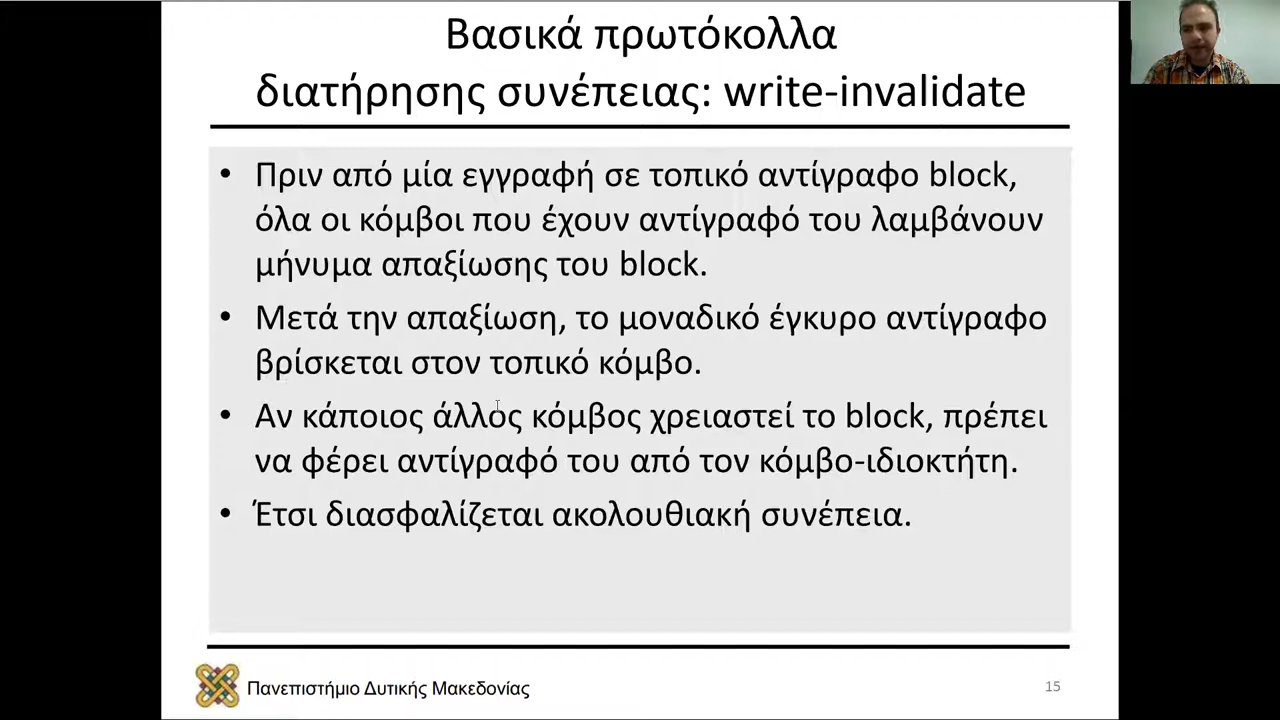 Βασικά πρωτόκολλα
διατήρησης συνέπειας: write-invalidate
• Πριν από μία εγγραφή σε τοπικό αντίγραφο block,
όλα οι κόμβοι που έχουν αντίγραφό του λαμβάνουν
μήνυμα απαξίωσης του block.
• Μετά την απαξίωση, το μοναδικό έγκυρο αντίγραφο
βρίσκεται στον τοπικό κόμβο.
• Αν κάποιος άλλος κόμβος χρειαστεί το block, πρέπει
να φέρει αντίγραφό του από τον κόμβο-ιδιοκτήτη.
• Έτσι διασφαλίζεται ακολουθιακή συνέπεια.
Πανεπιστήμιο Δυτικής Μακεδονίας
15